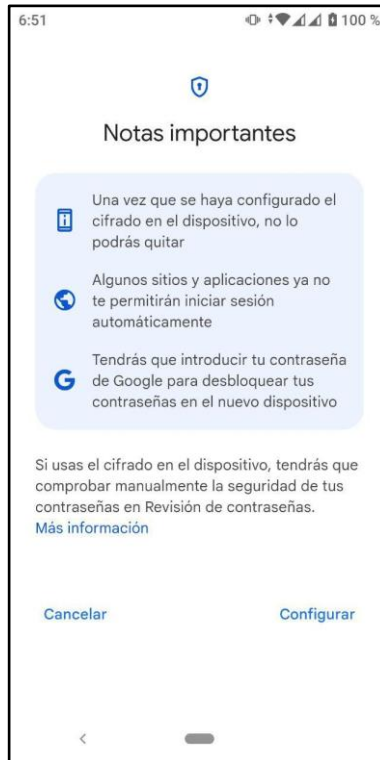 6:51
100 %
Notas importantes
Una vez que se haya configurado el
cifrado en el dispositivo, no lo
podrás quitar
Algunos sitios y aplicaciones ya no
te permitirán iniciar sesión
automáticamente
Tendrás que introducir tu contraseña
de Google para desbloquear tus
contraseñas en el nuevo dispositivo
Si usas el cifrado en el dispositivo, tendrás que
comprobar manualmente la seguridad de tus
contraseñas en Revisión de contraseñas.
Más información
Cancelar
Configurar